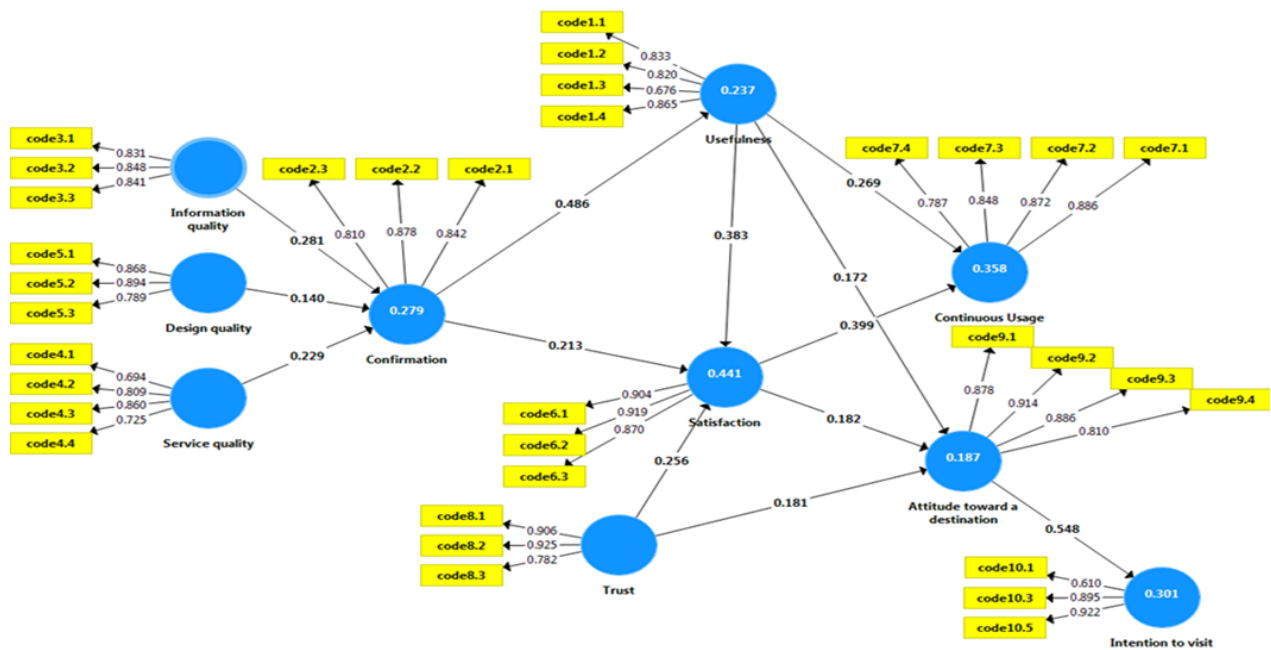 code1.1
code1.2
code1.3
code1.4
0.833
0.820
0.676
0.865
0.237
Usefulness
code3.1
code3.2
code3.3
0.831
0.848
0.841
Information
quality
code2.3
code2.2
code2.1
0.810
0.878
0.842
code7.4
code7.3
code7.2
code7.1
0.787
0.848
0.872
0.886
0.269
0.486
0.281
0.383
0.172
0.358
Continuous Usage
code5.1
code5.2
code5.3
0.868
0.894
0.789
Design quality
0.140
0.279
Confirmation
0.229
0.213
0.399
code4.1
code4.2
code4.3
code4.4
0.694
0.809
0.860
0.725
Service quality
0.441
Satisfaction
code6.1
code6.2
code6.3
0.904
0.919
0.870
0.256
0.182
code9.1
code9.2
code9.3
code9.4
0.878
0.914
0.886
0.810
0.187
Attitude toward a
destination
0.181
code8.1
code8.2
code8.3
0.906
0.925
0.782
Trust
0.548
code10.1
code10.3
code10.5
0.610
0.895
0.922
0.301
Intention to visit